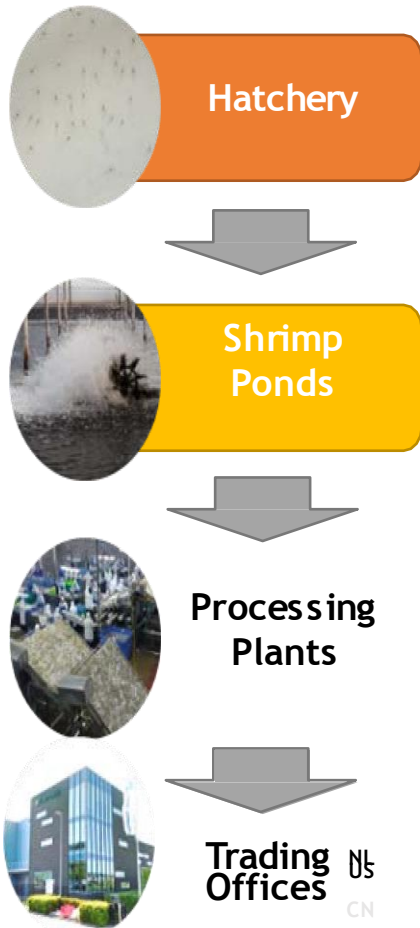 Hatchery
Shrimp
Ponds
Processing
Plants
Trading
Offices
NL
US
CN